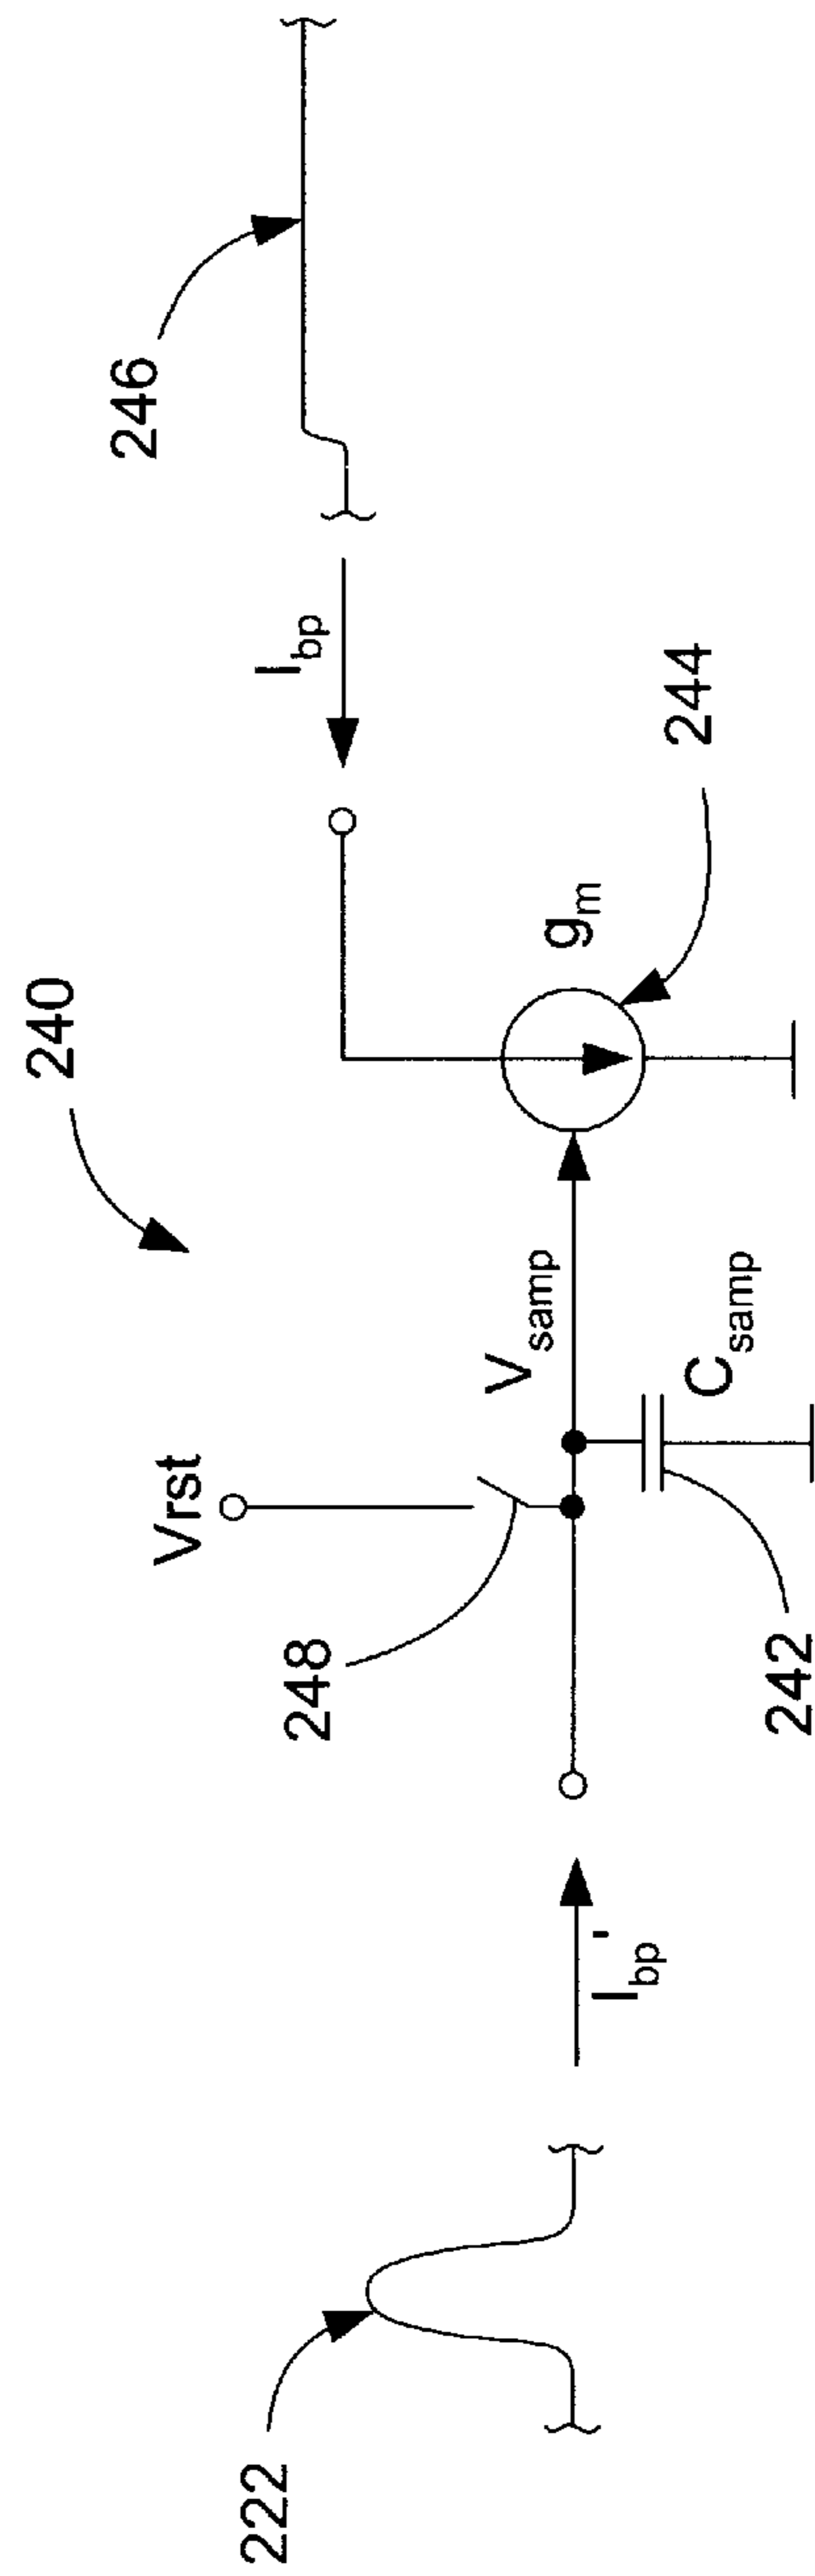 240
246
Vrst
I_bp
248
V_samp
g_m
222
I_bp'
C_samp
244
242